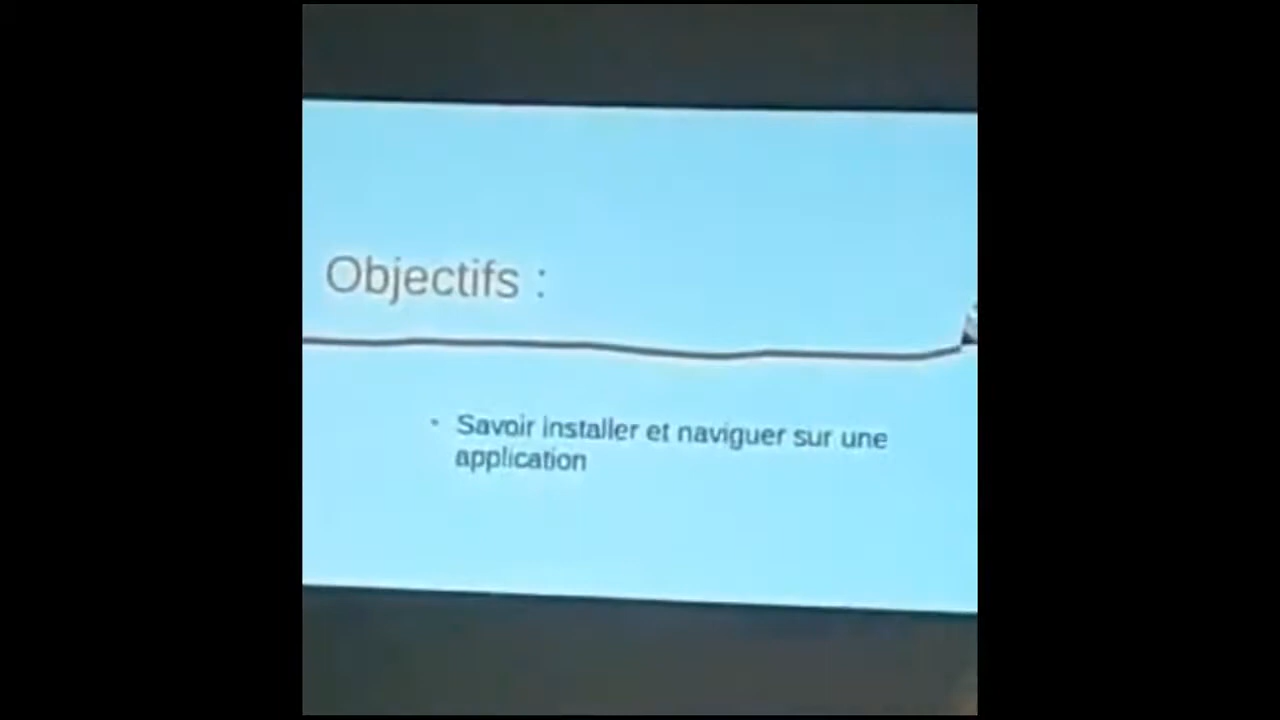 Objectifs :
• Savoir installer et naviguer sur une
application